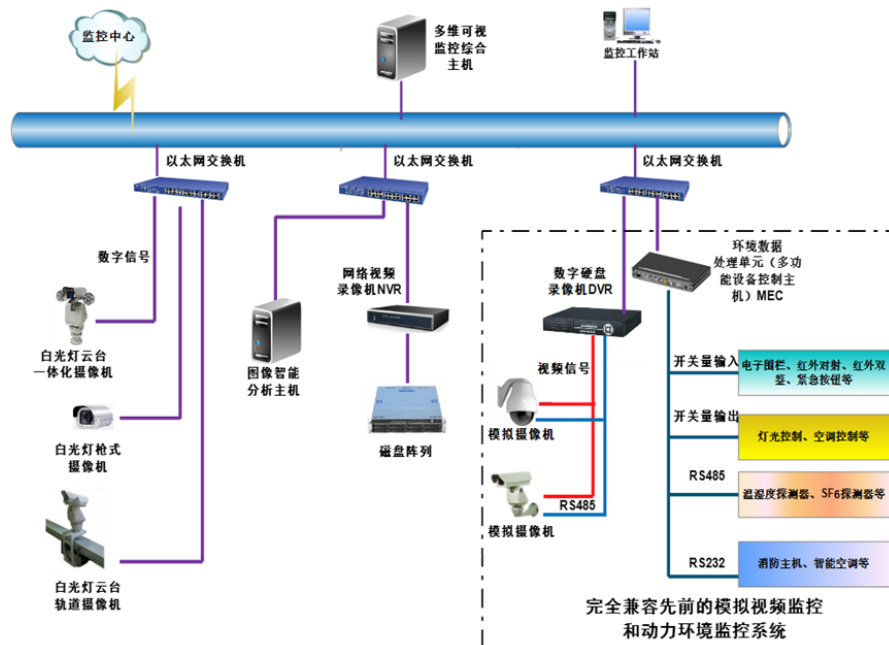 监控中心
多维可视
监控综合
主机
监控工作站
以太网交换机
以太网交换机
以太网交换机
数字信号
白光灯云台
一体化摄像机
白光灯枪式
摄像机
白光灯云台
轨道摄像机
图像智能
分析主机
网络视频
录像机NVR
磁盘阵列
数字硬盘
录像机DVR
环境数据
处理单元（多功
能设备控制主
机）MEC
视频信号
模拟摄像机
RS485
模拟摄像机
开关量输入
电子围栏、红外对射、红外双
鉴、紧急按钮等
开关量输出
灯光控制、空调控制等
RS485
温湿度探测器、SF6探测器等
RS232
消防主机、智能空调等
完全兼容先前的模拟视频监控
和动力环境监控系统